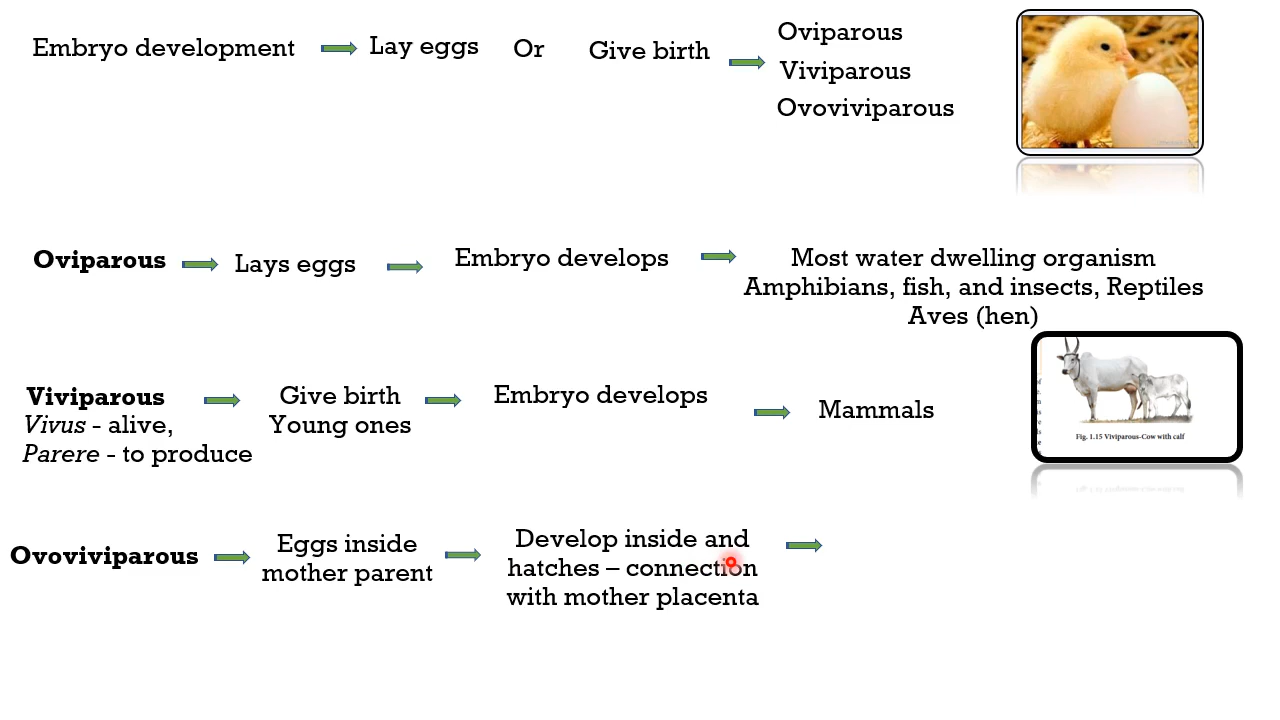 Embryo development Lay eggs Or Give birth
Oviparous
Viviparous
Ovoviviparous
Oviparous Lays eggs Embryo develops Most water dwelling organism
Amphibians, fish, and insects, Reptiles
Aves (hen)
Viviparous Give birth Embryo develops Mammals
Vivus - alive, Young ones
Parere - to produce
Fig. 1.15 Viviparous-Cow with calf
Ovoviviparous Eggs inside
mother parent
Develop inside and
hatches – connection
with mother placenta